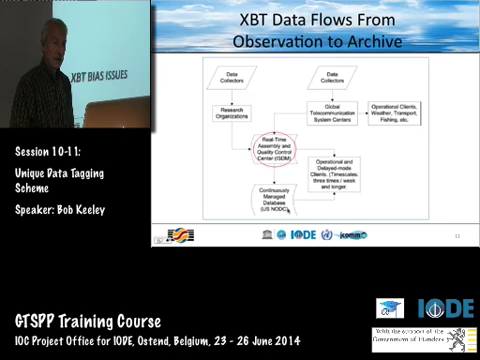 XBT Data Flows From
Observation to Archive
XBT BIAS ISSUES
Data
Collectors
Data
Collectors
Research
Organizations
Global
Telecommunication
System Centers
Operational Clients,
Weather, Transport,
Fishing, etc.
Real-Time
Assembly and
Quality Control
Center (ISDM)
Operational and
Delayed-mode
Clients. (Timescales:
three times / week
and longer.
Continuously
Managed
Database
(US NODC)
IODE
jcomm
11
Session 10-11:
Unique Data Tagging
Scheme
Speaker: Bob Keeley
GTSPP Training Course
IOC Project Office for IODE, Ostend, Belgium, 23 - 26 June 2014
IODE
With the support of the
Government of Flanders